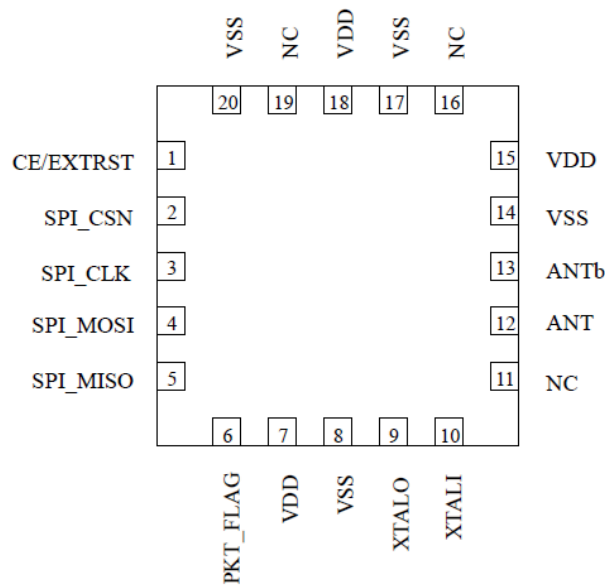 VSS NC VDD VSS NC
20 19 18 17 16
CE/EXTRST 1 15 VDD
SPI_CSN 2 14 VSS
SPI_CLK 3 13 ANTb
SPI_MOSI 4 12 ANT
SPI_MISO 5 11 NC
6 7 8 9 10
PKT_FLAG VDD VSS XTALO XTALI